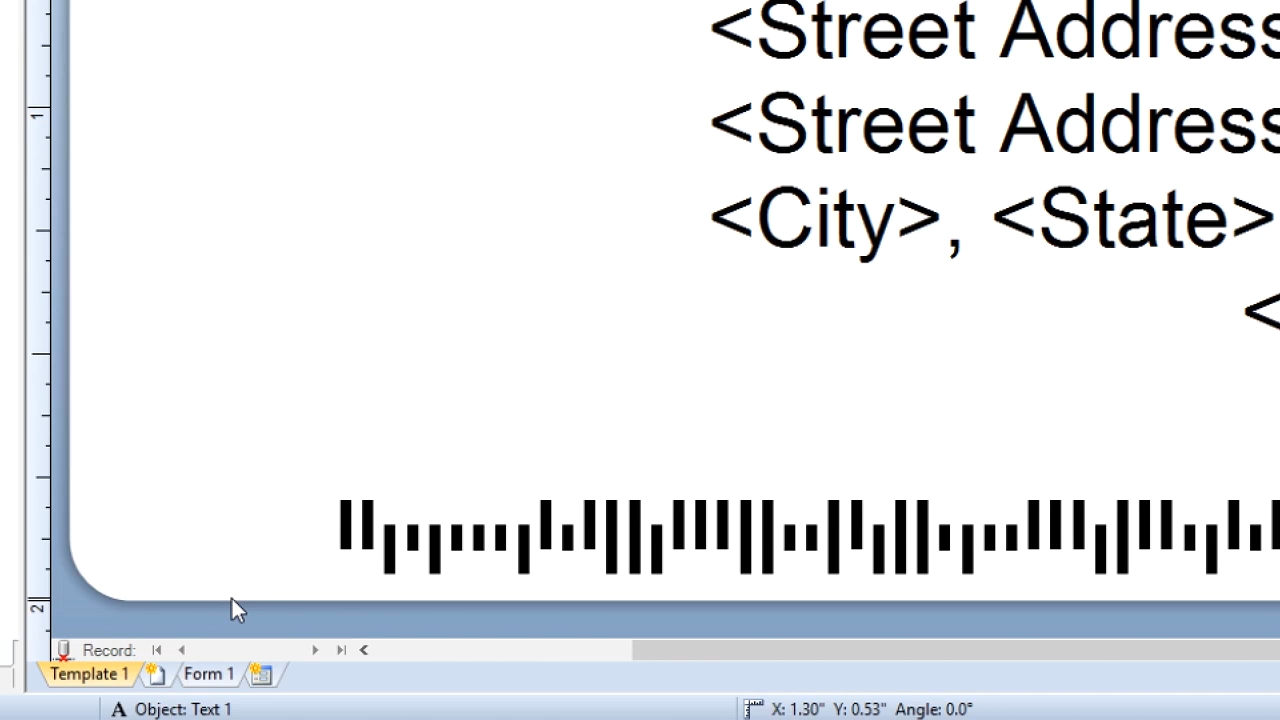 <Street Address
1
<Street Address
<City>, <State>
<
2
Record:
Template 1
Form 1
A Object: Text 1
X: 1.30" Y: 0.53" Angle: 0.0°